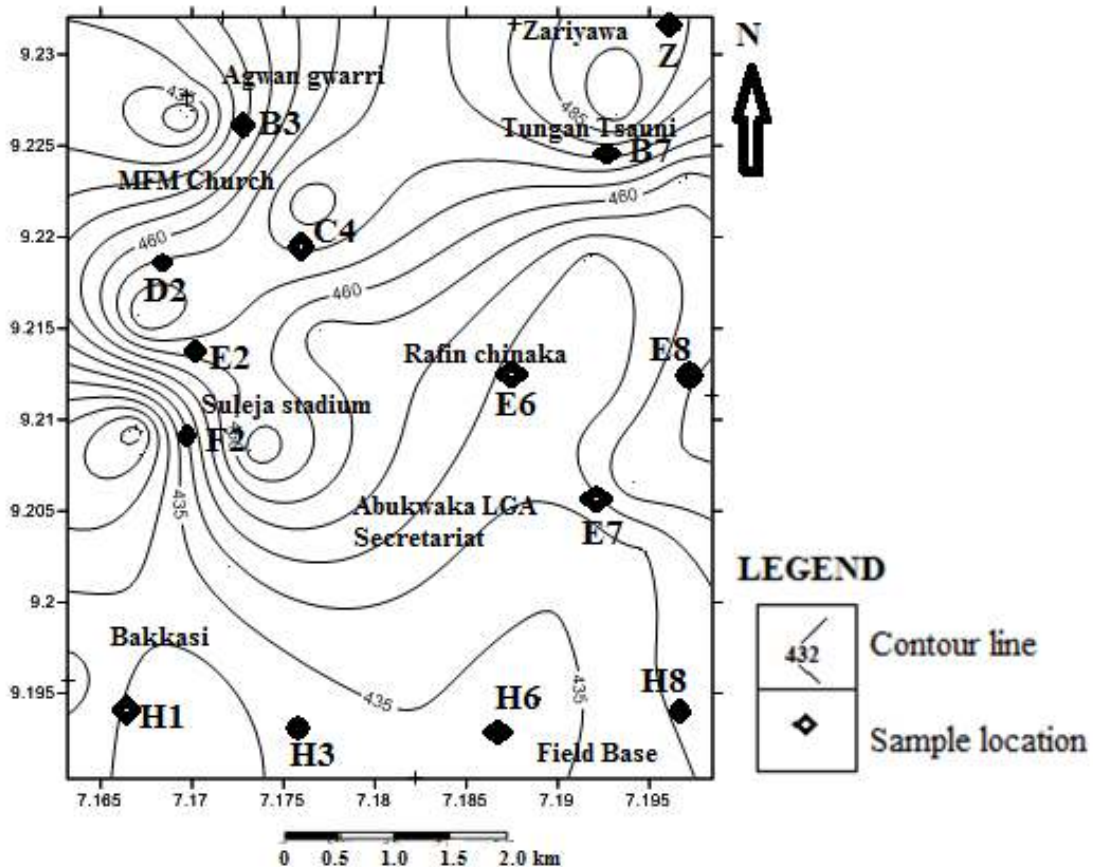 9.23
9.225
9.22
9.215
9.21
9.205
9.2
9.195
Zariyawa
Z
N
Agwan gwarri
B3
485
Tungan Tsauni
B7
MFM Church
460
460
C4
D2
460
E2
Rafin chinaka
E8
E6
Suleja stadium
F2
435
Abukwaka LGA
Secretariat
E7
Bakkasi
435
435
H1
H3
H6
Field Base
H8
7.165
7.17
7.175
7.18
7.185
7.19
7.195
0
0.5
1.0
1.5
2.0 km
LEGEND
432
Contour line
Sample location